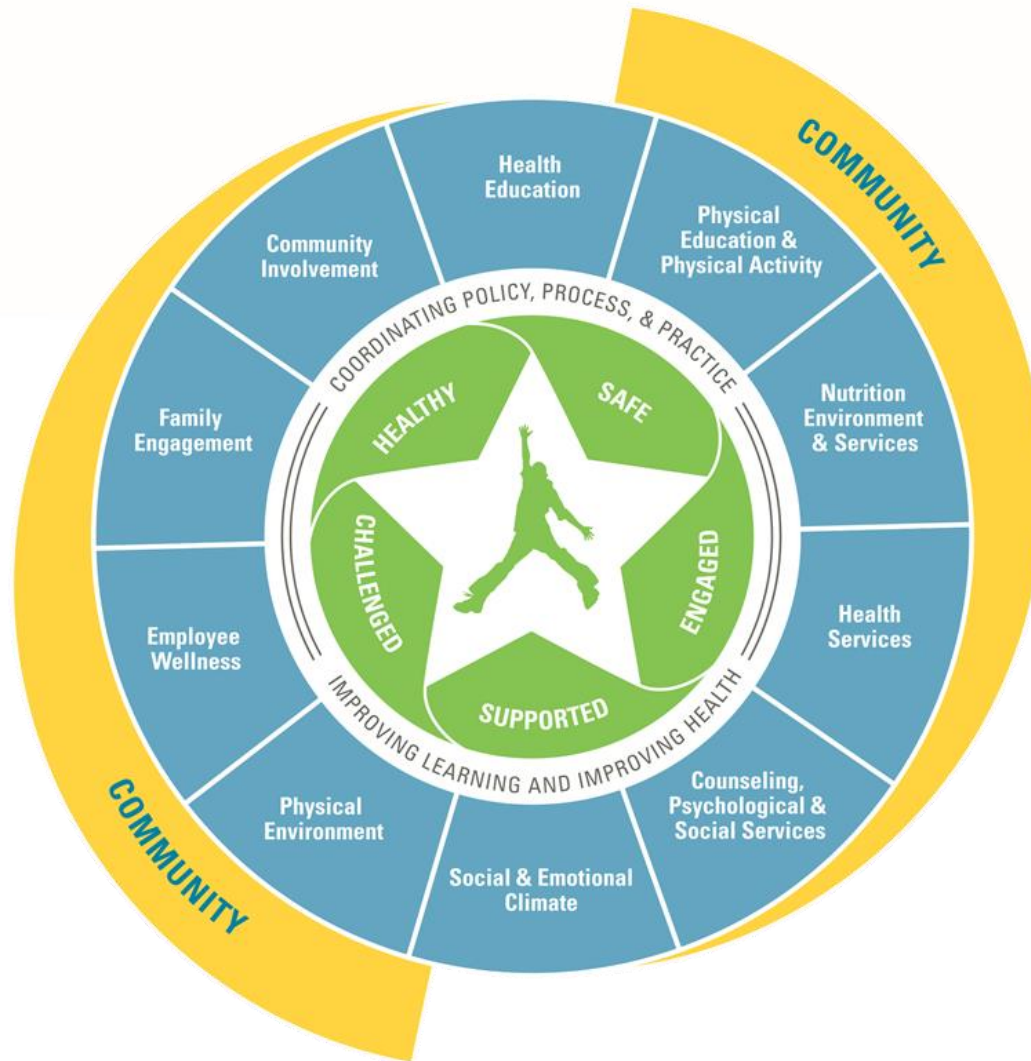 COMMUNITY
Health
Education
Physical
Education &
Physical Activity
Nutrition
Environment
& Services
Health
Services
Counseling,
Psychological &
Social Services
Social & Emotional
Climate
Physical
Environment
Employee
Wellness
Family
Engagement
Community
Involvement
COORDINATING POLICY, PROCESS, & PRACTICE
IMPROVING LEARNING AND IMPROVING HEALTH
HEALTHY
SAFE
ENGAGED
SUPPORTED
CHALLENGED
COMMUNITY